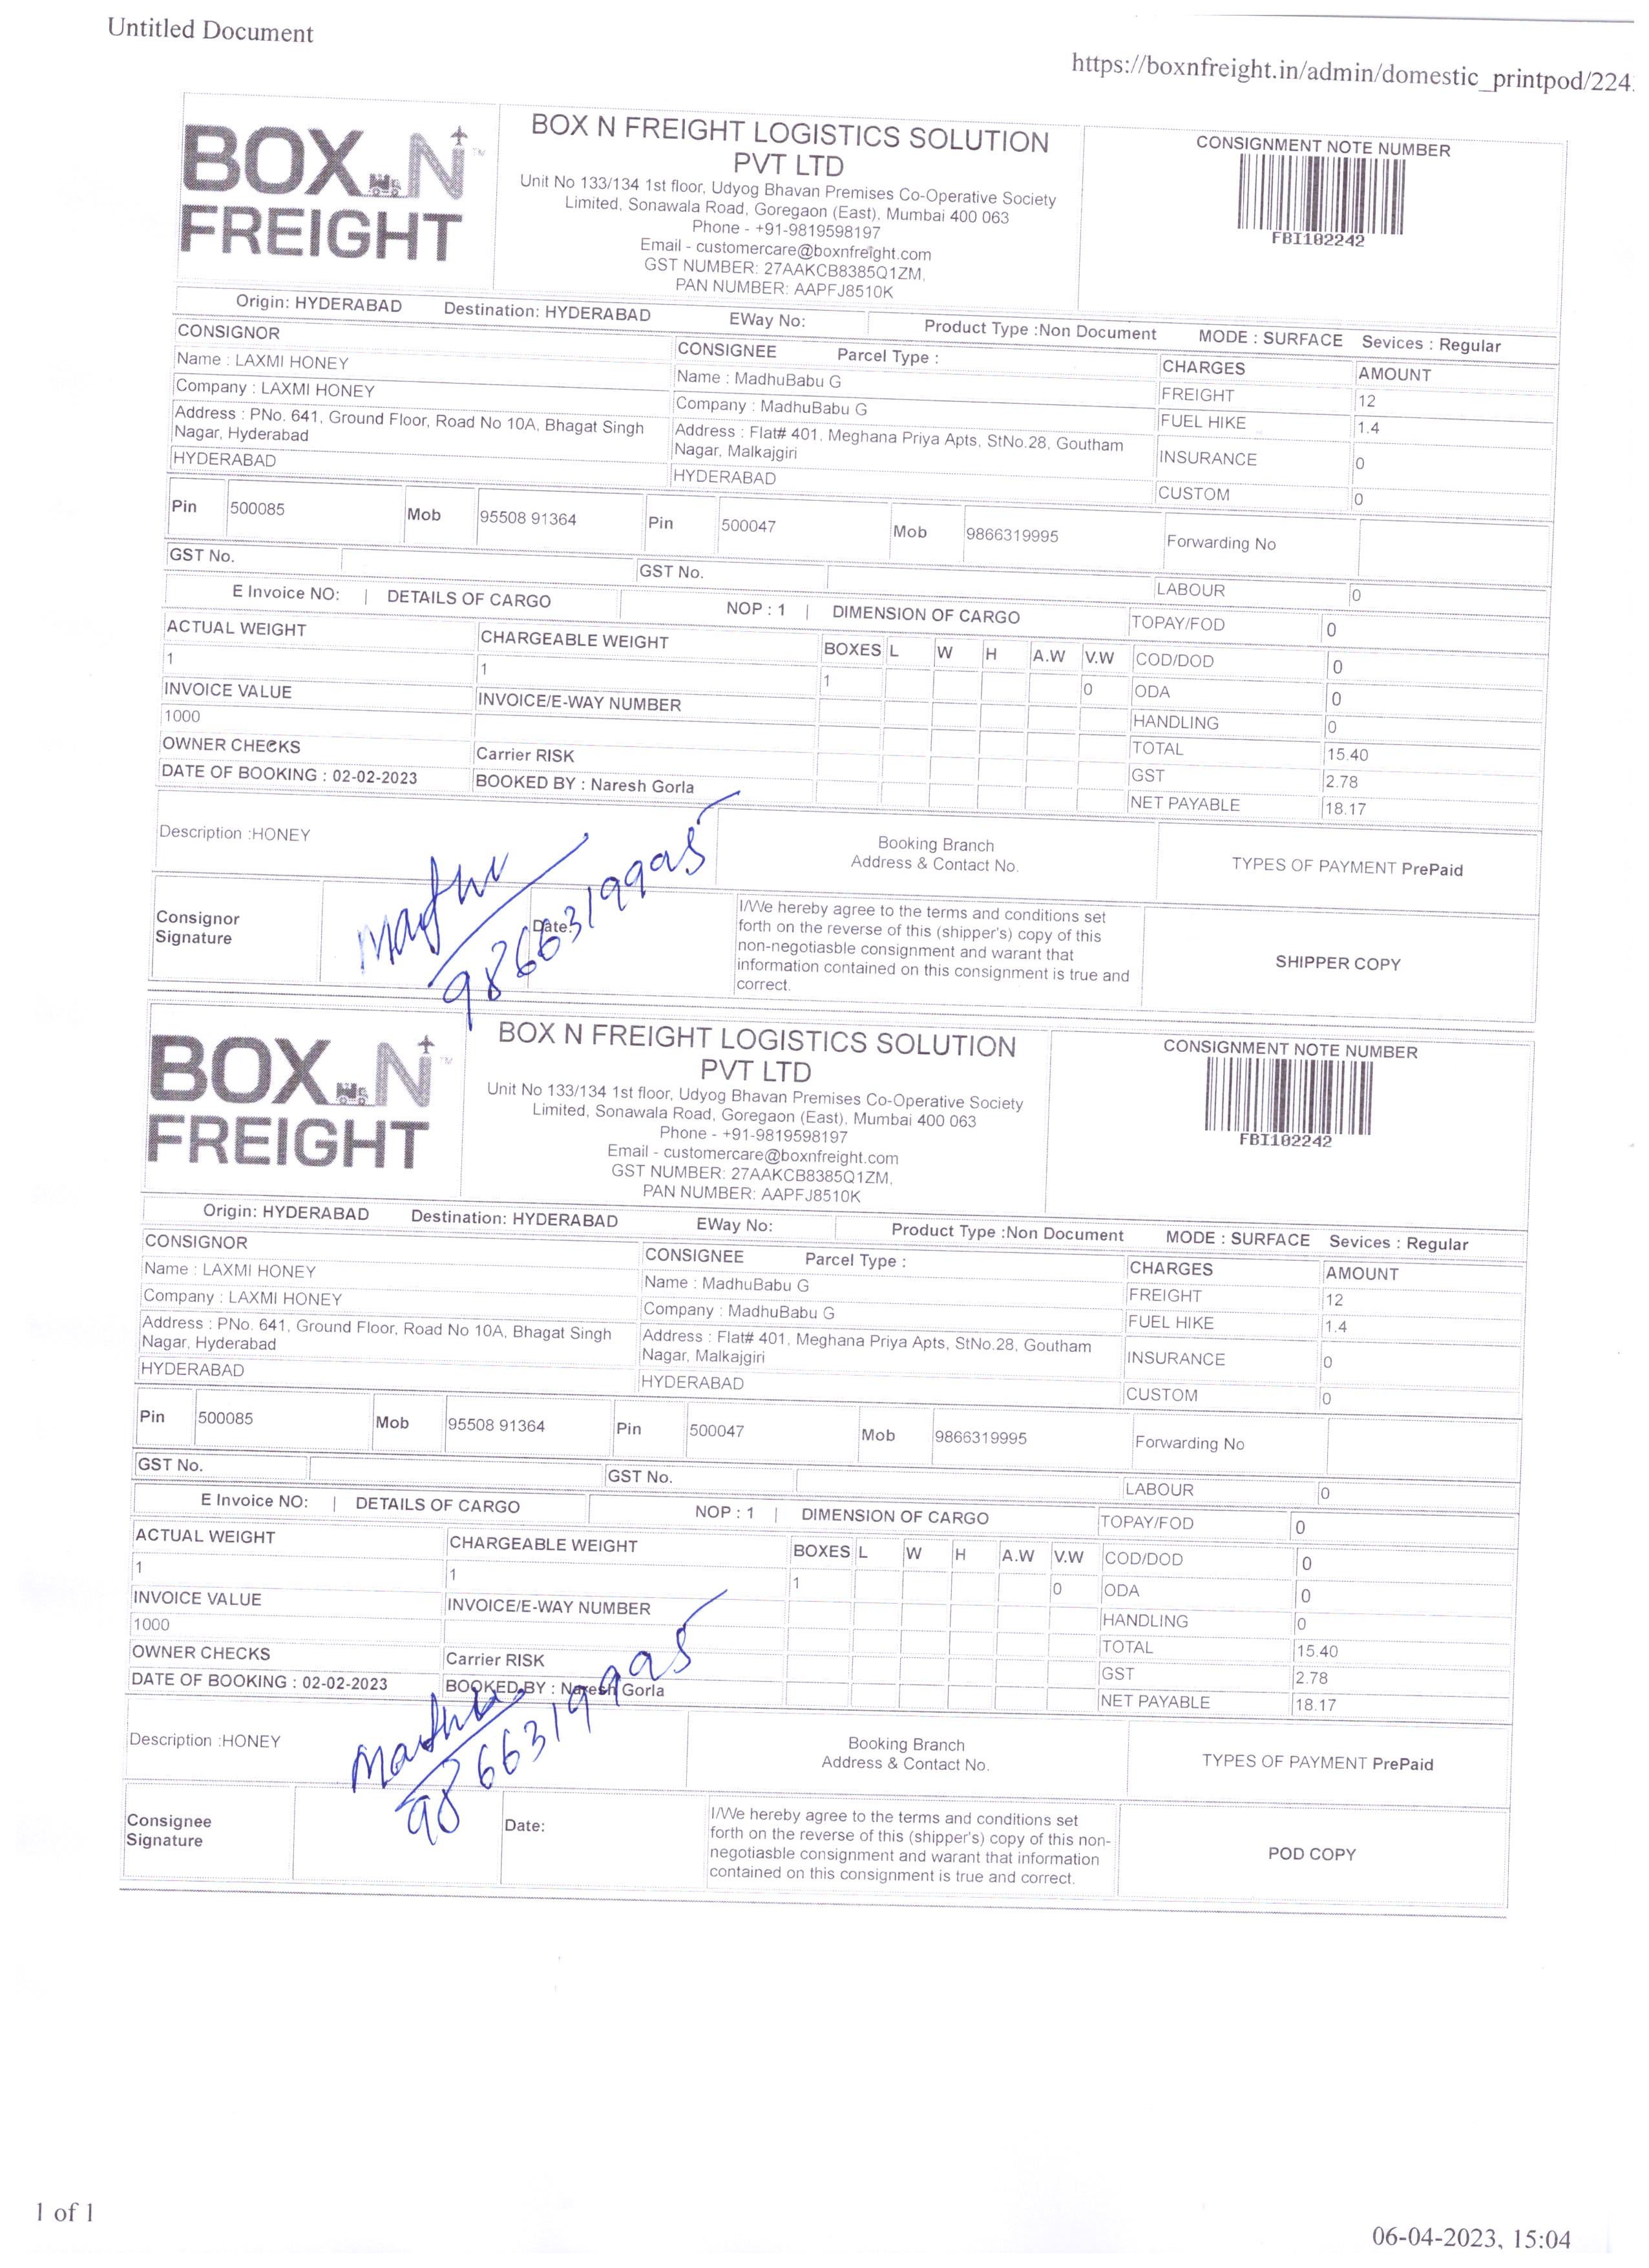 Untitled Document
https://boxnfreight.in/admin/domestic_printpod/224
BOX N FREIGHT
BOX N FREIGHT LOGISTICS SOLUTION
PVT LTD
Unit No 133/134 1st floor, Udyog Bhavan Premises Co-Operative Society
Limited, Sonawala Road, Goregaon (East), Mumbai 400 063
Phone - +91-9819598197
Email - customercare@boxnfreight.com
GST NUMBER: 27AAKCB8385Q1ZM,
PAN NUMBER: AAPFJ8510K
CONSIGNMENT NOTE NUMBER
FBI102242
Origin: HYDERABAD Destination: HYDERABAD EWay No: Product Type :Non Document MODE : SURFACE Sevices : Regular
CONSIGNOR CONSIGNEE Parcel Type : CHARGES AMOUNT
Name : LAXMI HONEY Name : MadhuBabu G FREIGHT 12
Company : LAXMI HONEY Company : MadhuBabu G FUEL HIKE 1.4
Address : PNo. 641, Ground Floor, Road No 10A, Bhagat Singh Address : Flat# 401, Meghana Priya Apts, StNo.28, Goutham INSURANCE 0
Nagar, Hyderabad Nagar, Malkajgiri
HYDERABAD HYDERABAD CUSTOM 0
Pin 500085 Mob 95508 91364 Pin 500047 Mob 9866319995 Forwarding No
GST No. GST No. LABOUR 0
E Invoice NO: | DETAILS OF CARGO NOP : 1 | DIMENSION OF CARGO TOPAY/FOD 0
ACTUAL WEIGHT CHARGEABLE WEIGHT BOXES L W H A.W V.W COD/DOD 0
1 1 1 0 ODA 0
INVOICE VALUE INVOICE/E-WAY NUMBER HANDLING 0
1000 TOTAL 15.40
OWNER CHECKS Carrier RISK GST 2.78
DATE OF BOOKING : 02-02-2023 BOOKED BY : Naresh Gorla NET PAYABLE 18.17
Description :HONEY Booking Branch TYPES OF PAYMENT PrePaid
Address & Contact No.
Madhu
9866319995
Consignor
Signature
Date:
I/We hereby agree to the terms and conditions set
forth on the reverse of this (shipper's) copy of this
non-negotiasble consignment and warant that
information contained on this consignment is true and
correct.
SHIPPER COPY
BOX N FREIGHT
BOX N FREIGHT LOGISTICS SOLUTION
PVT LTD
Unit No 133/134 1st floor, Udyog Bhavan Premises Co-Operative Society
Limited, Sonawala Road, Goregaon (East), Mumbai 400 063
Phone - +91-9819598197
Email - customercare@boxnfreight.com
GST NUMBER: 27AAKCB8385Q1ZM,
PAN NUMBER: AAPFJ8510K
CONSIGNMENT NOTE NUMBER
FBI102242
Origin: HYDERABAD Destination: HYDERABAD EWay No: Product Type :Non Document MODE : SURFACE Sevices : Regular
CONSIGNOR CONSIGNEE Parcel Type : CHARGES AMOUNT
Name : LAXMI HONEY Name : MadhuBabu G FREIGHT 12
Company : LAXMI HONEY Company : MadhuBabu G FUEL HIKE 1.4
Address : PNo. 641, Ground Floor, Road No 10A, Bhagat Singh Address : Flat# 401, Meghana Priya Apts, StNo.28, Goutham INSURANCE 0
Nagar, Hyderabad Nagar, Malkajgiri
HYDERABAD HYDERABAD CUSTOM 0
Pin 500085 Mob 95508 91364 Pin 500047 Mob 9866319995 Forwarding No
GST No. GST No. LABOUR 0
E Invoice NO: | DETAILS OF CARGO NOP : 1 | DIMENSION OF CARGO TOPAY/FOD 0
ACTUAL WEIGHT CHARGEABLE WEIGHT BOXES L W H A.W V.W COD/DOD 0
1 1 1 0 ODA 0
INVOICE VALUE INVOICE/E-WAY NUMBER HANDLING 0
1000 TOTAL 15.40
OWNER CHECKS Carrier RISK GST 2.78
DATE OF BOOKING : 02-02-2023 BOOKED BY : Naresh Gorla NET PAYABLE 18.17
Description :HONEY Booking Branch TYPES OF PAYMENT PrePaid
Address & Contact No.
Madhu
9866319995
Consignee
Signature
Date:
I/We hereby agree to the terms and conditions set
forth on the reverse of this (shipper's) copy of this non-
negotiasble consignment and warant that information
contained on this consignment is true and correct.
POD COPY
1 of 1
06-04-2023, 15:04